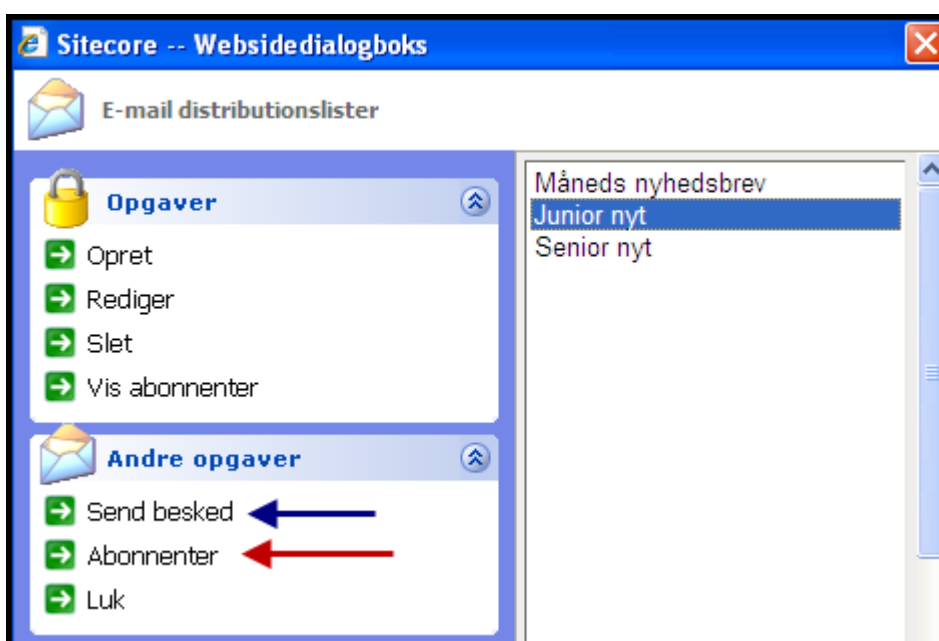 Sitecore -- Websidedialogboks
E-mail distributionslister
Opgaver
Opret
Rediger
Slet
Vis abonnenter
Andre opgaver
Send besked
Abonnenter
Luk
Måneds nyhedsbrev
Junior nyt
Senior nyt